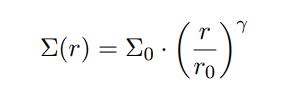 Σ(r) = Σ₀ · (r/r₀)^γ